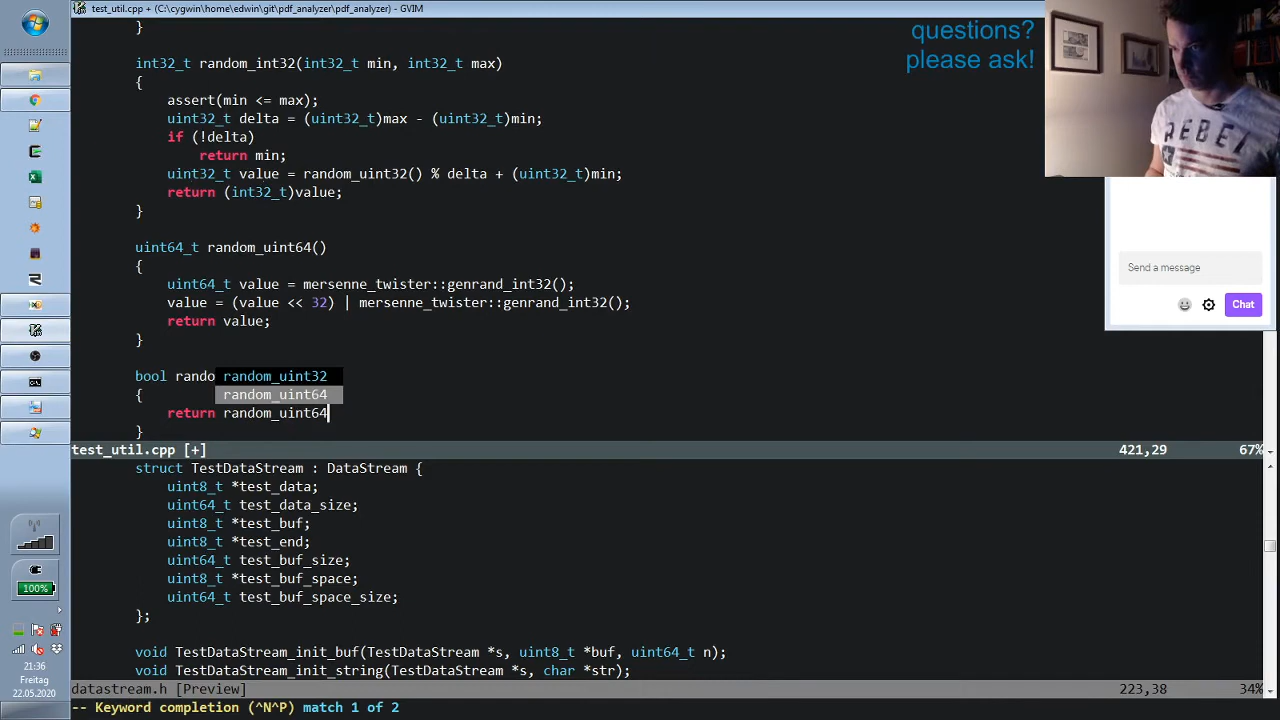 test_util.cpp + (C:\cygwin\home\edwin\git\pdf_analyzer\pdf_analyzer) - GVIM
}
int32_t random_int32(int32_t min, int32_t max)
{
assert(min <= max);
uint32_t delta = (uint32_t)max - (uint32_t)min;
if (!delta)
return min;
uint32_t value = random_uint32() % delta + (uint32_t)min;
return (int32_t)value;
}
uint64_t random_uint64()
{
uint64_t value = mersenne_twister::genrand_int32();
value = (value << 32) | mersenne_twister::genrand_int32();
return value;
}
bool rando random_uint32
{ random_uint64
return random_uint64
}
test_util.cpp [+] 421,29 67%
struct TestDataStream : DataStream {
uint8_t *test_data;
uint64_t test_data_size;
uint8_t *test_buf;
uint8_t *test_end;
uint64_t test_buf_size;
uint8_t *test_buf_space;
uint64_t test_buf_space_size;
};
void TestDataStream_init_buf(TestDataStream *s, uint8_t *buf, uint64_t n);
void TestDataStream_init_string(TestDataStream *s, char *str);
datastream.h [Preview] 223,38 34%
-- Keyword completion (^N^P) match 1 of 2
questions?
please ask!
REBEL
Send a message
Chat
100%
21:36
Freitag
22.05.2020